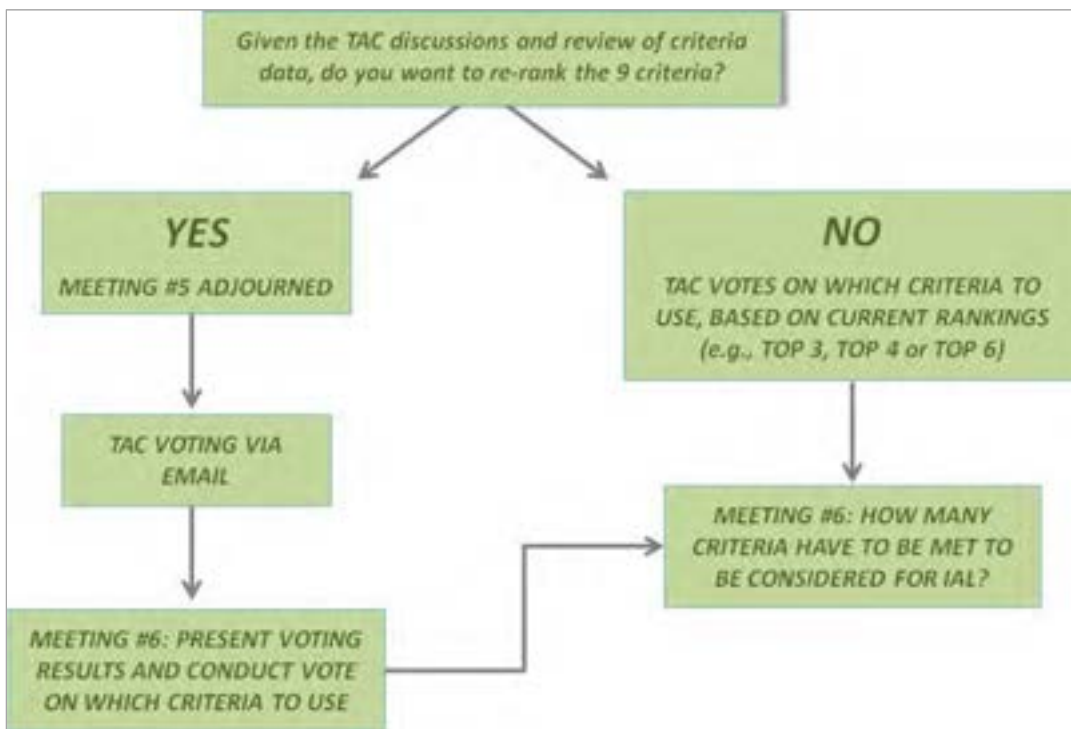 Given the TAC discussions and review of criteria
data, do you want to re-rank the 9 criteria?
YES
MEETING #5 ADJOURNED
NO
TAC VOTES ON WHICH CRITERIA TO
USE, BASED ON CURRENT RANKINGS
(e.g., TOP 3, TOP 4 or TOP 6)
TAC VOTING VIA
EMAIL
MEETING #6: HOW MANY
CRITERIA HAVE TO BE MET TO
BE CONSIDERED FOR IAL?
MEETING #6: PRESENT VOTING
RESULTS AND CONDUCT VOTE
ON WHICH CRITERIA TO USE